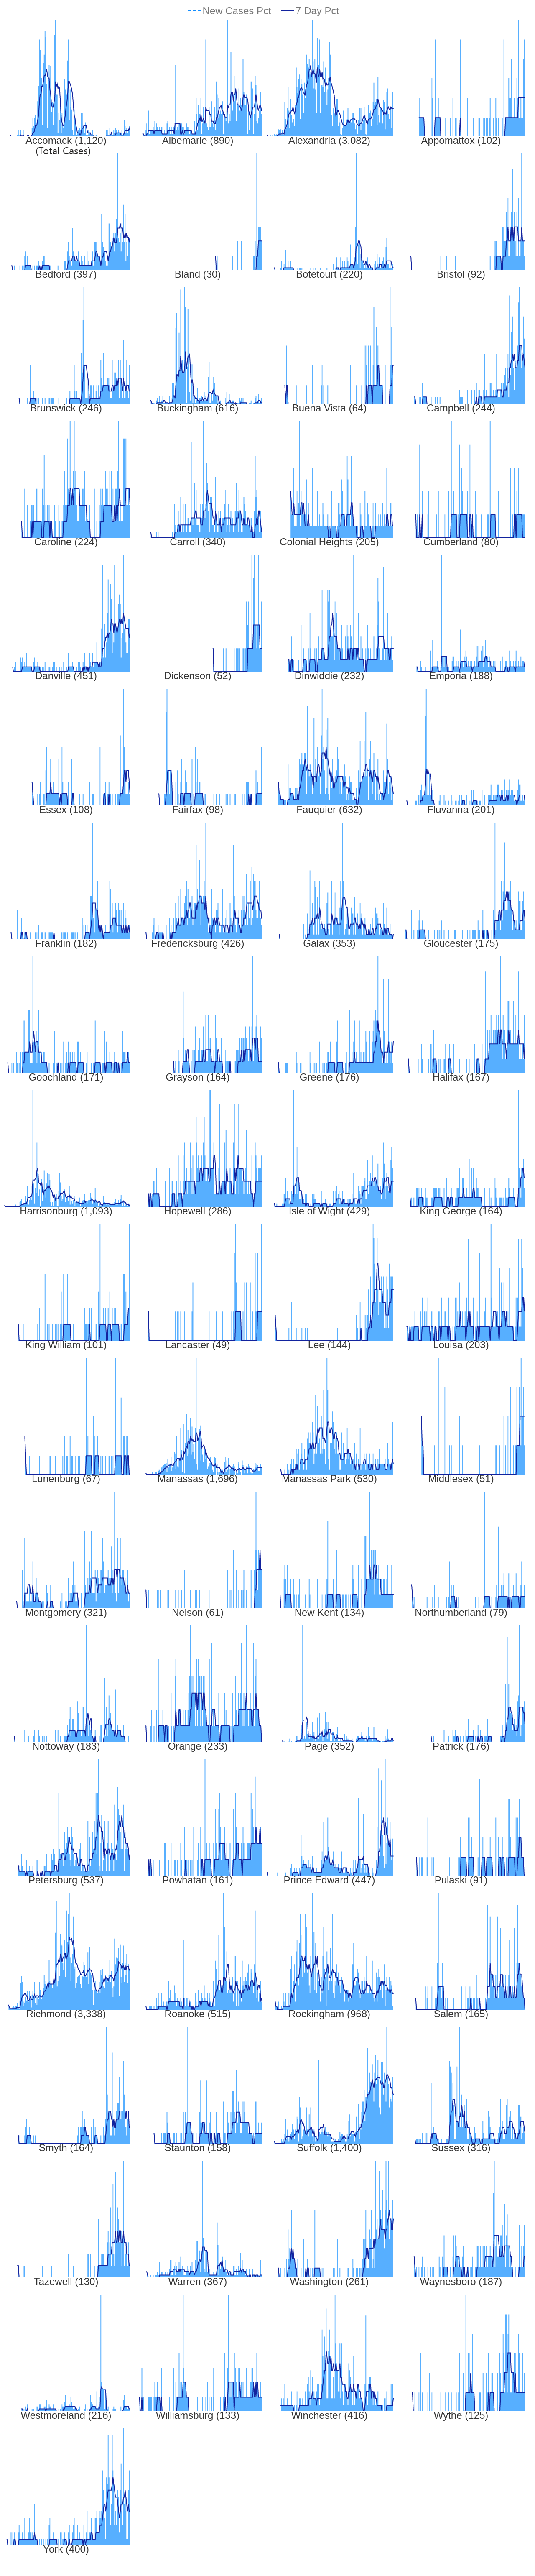 New Cases Pct 7 Day Pct
Accomack (1,120) Albemarle (890) Alexandria (3,082) Appomattox (102)
(Total Cases)
Bedford (397) Bland (30) Botetourt (220) Bristol (92)
Brunswick (246) Buckingham (616) Buena Vista (64) Campbell (244)
Caroline (224) Carroll (340) Colonial Heights (205) Cumberland (80)
Danville (451) Dickenson (52) Dinwiddie (232) Emporia (188)
Essex (108) Fairfax (98) Fauquier (632) Fluvanna (201)
Franklin (182) Fredericksburg (426) Galax (353) Gloucester (175)
Goochland (171) Grayson (164) Greene (176) Halifax (167)
Harrisonburg (1,093) Hopewell (286) Isle of Wight (429) King George (164)
King William (101) Lancaster (49) Lee (144) Louisa (203)
Lunenburg (67) Manassas (1,696) Manassas Park (530) Middlesex (51)
Montgomery (321) Nelson (61) New Kent (134) Northumberland (79)
Nottoway (183) Orange (233) Page (352) Patrick (176)
Petersburg (537) Powhatan (161) Prince Edward (447) Pulaski (91)
Richmond (3,338) Roanoke (515) Rockingham (968) Salem (165)
Smyth (164) Staunton (158) Suffolk (1,400) Sussex (316)
Tazewell (130) Warren (367) Washington (261) Waynesboro (187)
Westmoreland (216) Williamsburg (133) Winchester (416) Wythe (125)
York (400)